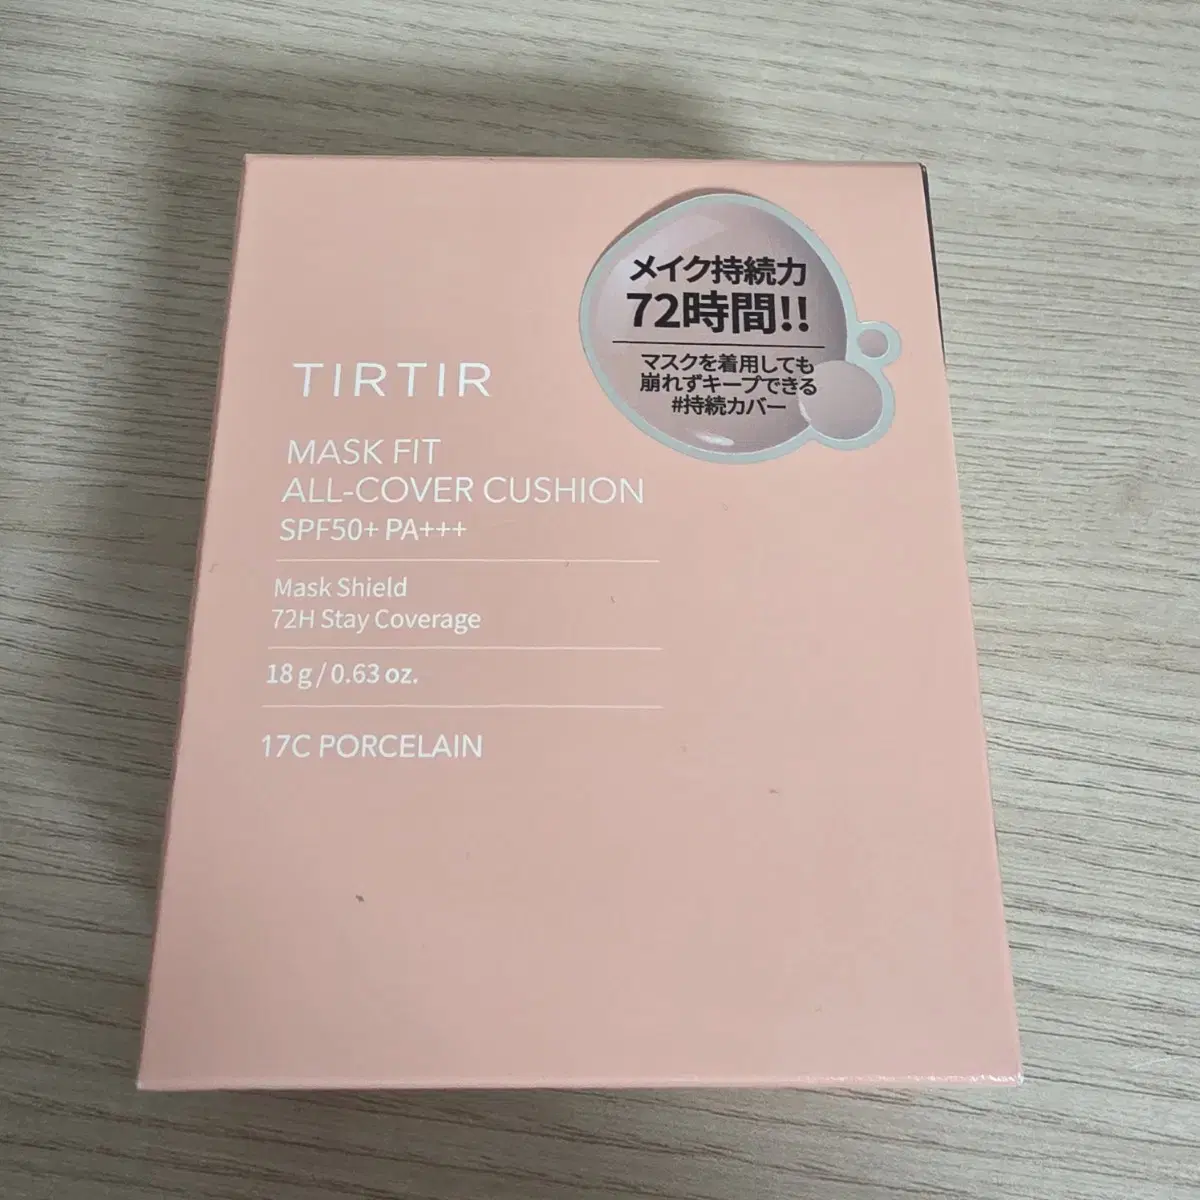 メイク持続力
72時間!!
マスクを着用しても
崩れずキープできる
#持続カバー
TIRTIR
MASK FIT
ALL-COVER CUSHION
SPF50+ PA+++
Mask Shield
72H Stay Coverage
18 g / 0.63 oz.
17C PORCELAIN